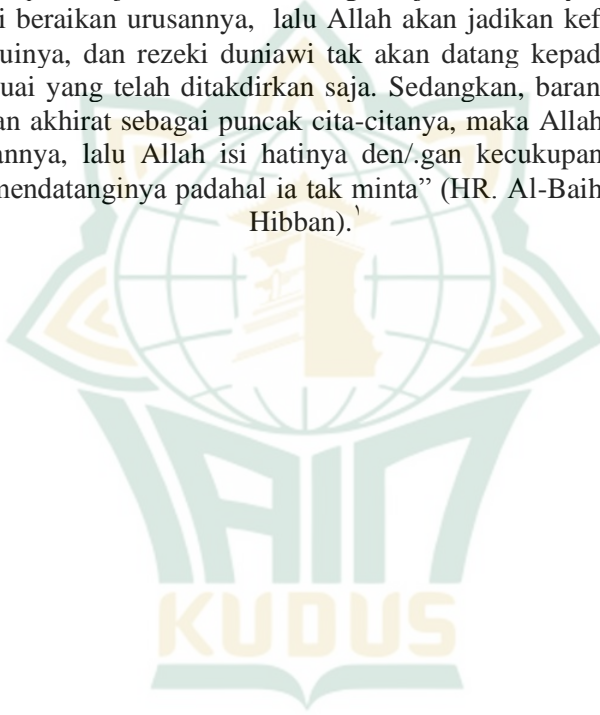 i beraikan urusannya, lalu Allah akan jadikan kef
uinya, dan rezeki duniawi tak akan datang kepad
uai yang telah ditakdirkan saja. Sedangkan, baran
an akhirat sebagai puncak cita-citanya, maka Allah
annya, lalu Allah isi hatinya den/.gan kecukupan
mendatanginya padahal ia tak minta” (HR. Al-Baih
Hibban).١
IAIN
KUDUS